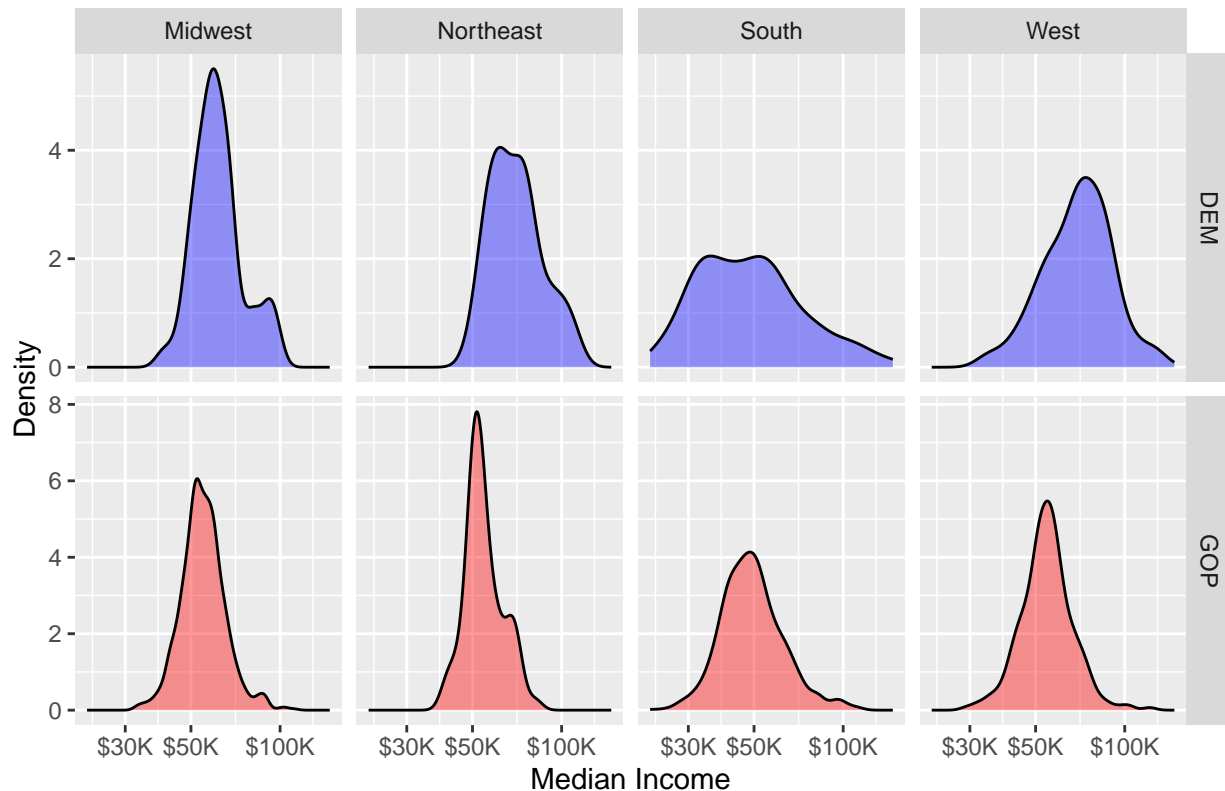 Midwest Northeast South West
4
2
0
DEM
8
6
4
2
0
GOP
Density
$30K $50K $100K $30K $50K $100K $30K $50K $100K $30K $50K $100K
Median Income